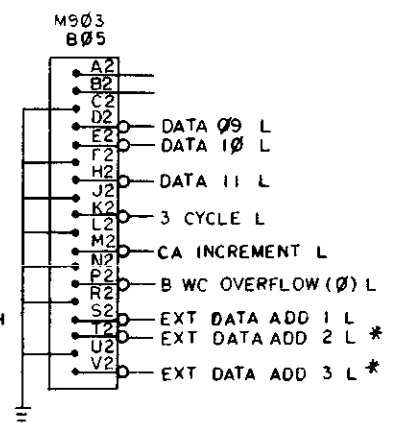 M9Ø3
BØ5
A2
B2
C2
D2 DATA Ø9 L
E2 DATA 1Ø L
F2
H2 DATA 11 L
J2
K2 3 CYCLE L
L2
M2 CA INCREMENT L
N2
P2 B WC OVERFLOW (Ø) L
R2
S2 EXT DATA ADD 1 L
T2 EXT DATA ADD 2 L *
U2
V2 EXT DATA ADD 3 L *
H